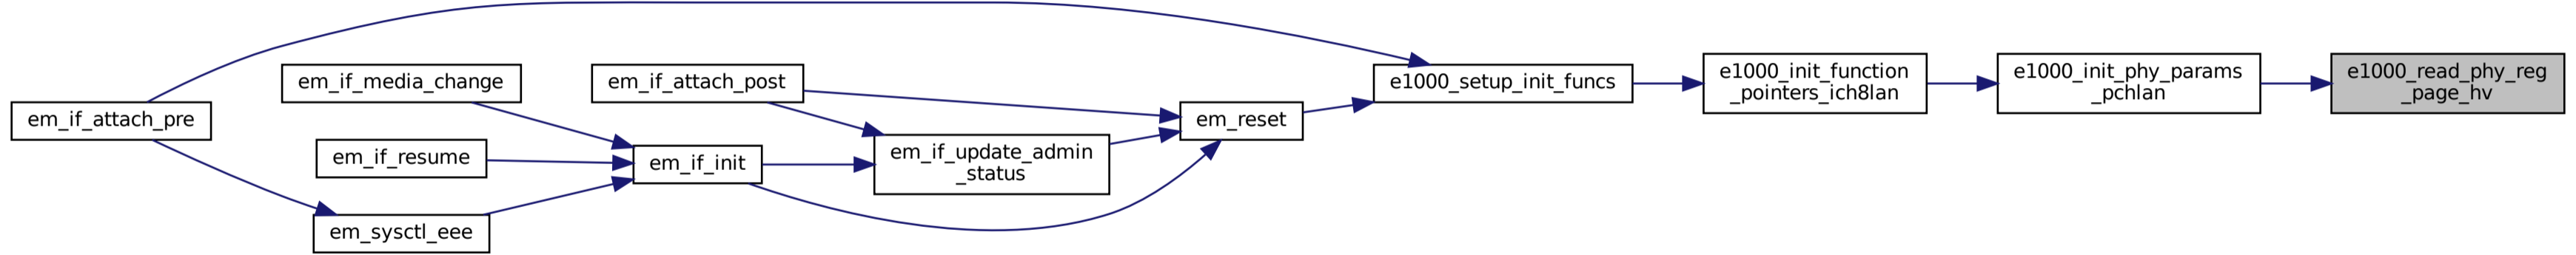 em_if_attach_pre
em_if_media_change
em_if_resume
em_sysctl_eee
em_if_attach_post
em_if_init
em_if_update_admin
_status
em_reset
e1000_setup_init_funcs
e1000_init_function
_pointers_ich8lan
e1000_init_phy_params
_pchlan
e1000_read_phy_reg
_page_hv